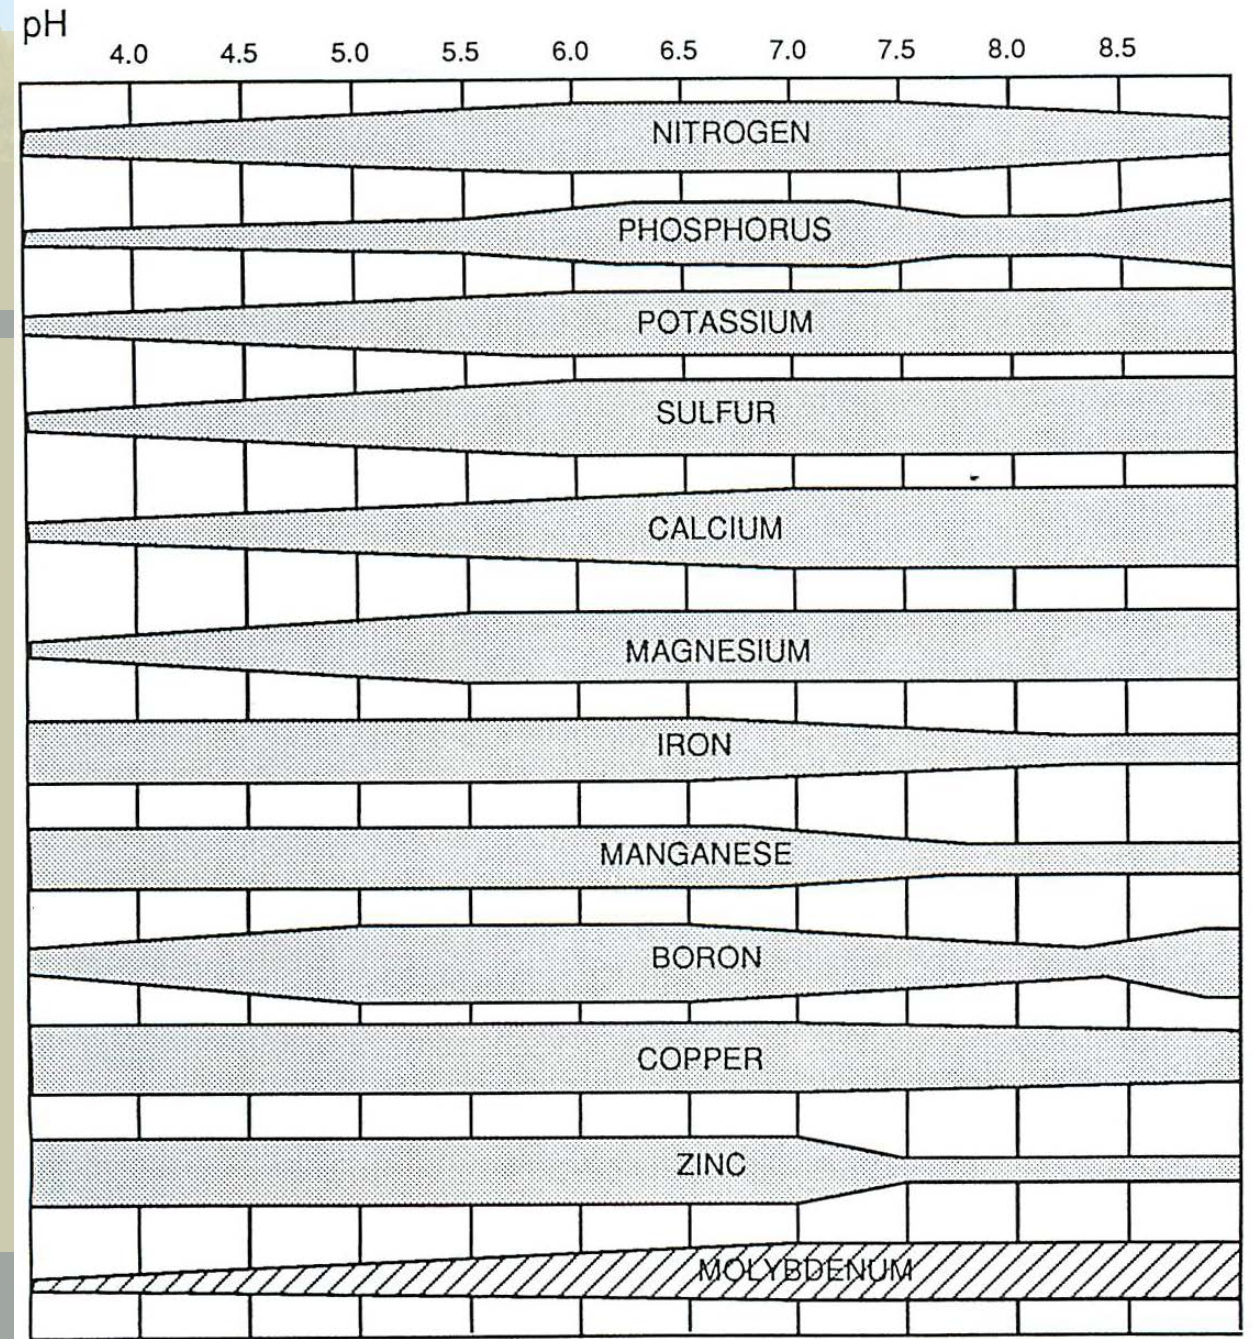 pH
4.0 4.5 5.0 5.5 6.0 6.5 7.0 7.5 8.0 8.5
NITROGEN
PHOSPHORUS
POTASSIUM
SULFUR
CALCIUM
MAGNESIUM
IRON
MANGANESE
BORON
COPPER
ZINC
MOLYBDENUM